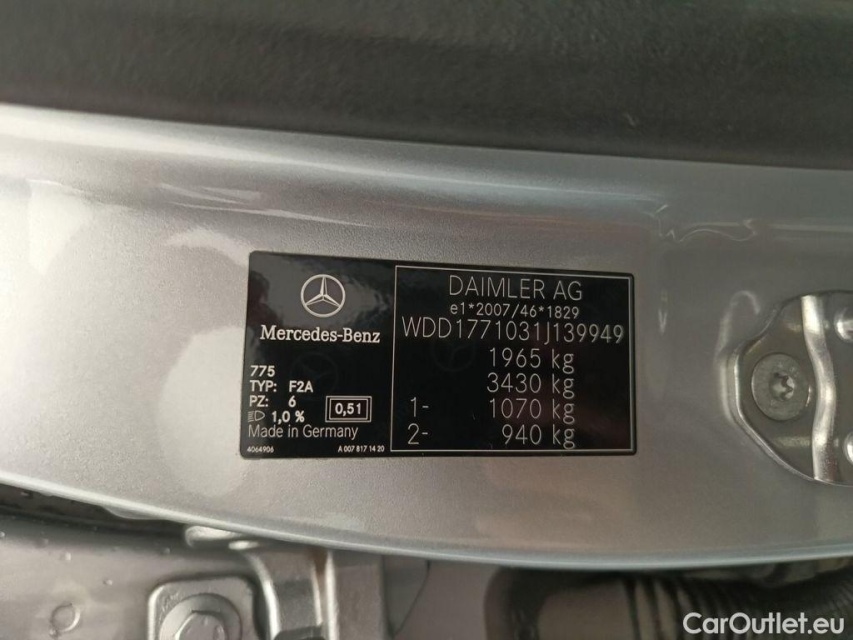 Mercedes-Benz
775
TYP: F2A
PZ: 6
0,51
1,0 %
Made in Germany
4064906
A 007 817 14 20
DAIMLER AG
e1*2007/46*1829
WDD1771031J139949
1965 kg
3430 kg
1- 1070 kg
2- 940 kg
CarOutlet.eu